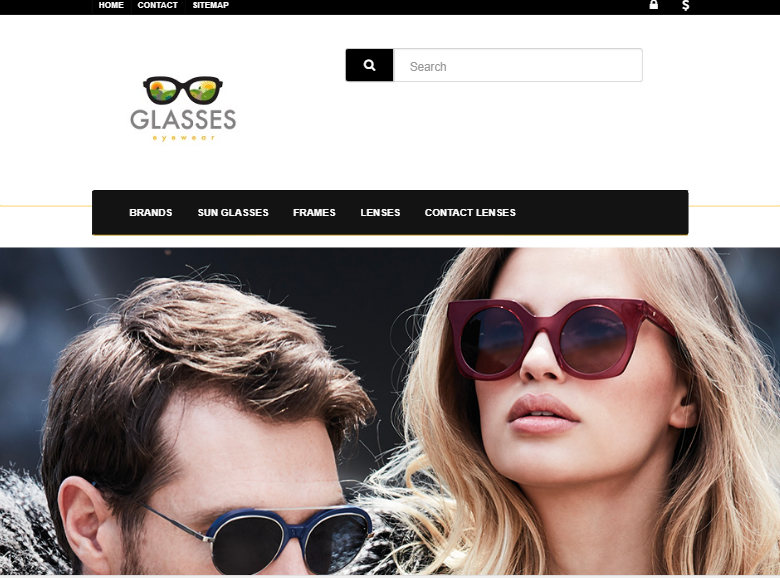 HOME CONTACT SITEMAP $
Search
GLASSES
eyewear
BRANDS SUN GLASSES FRAMES LENSES CONTACT LENSES